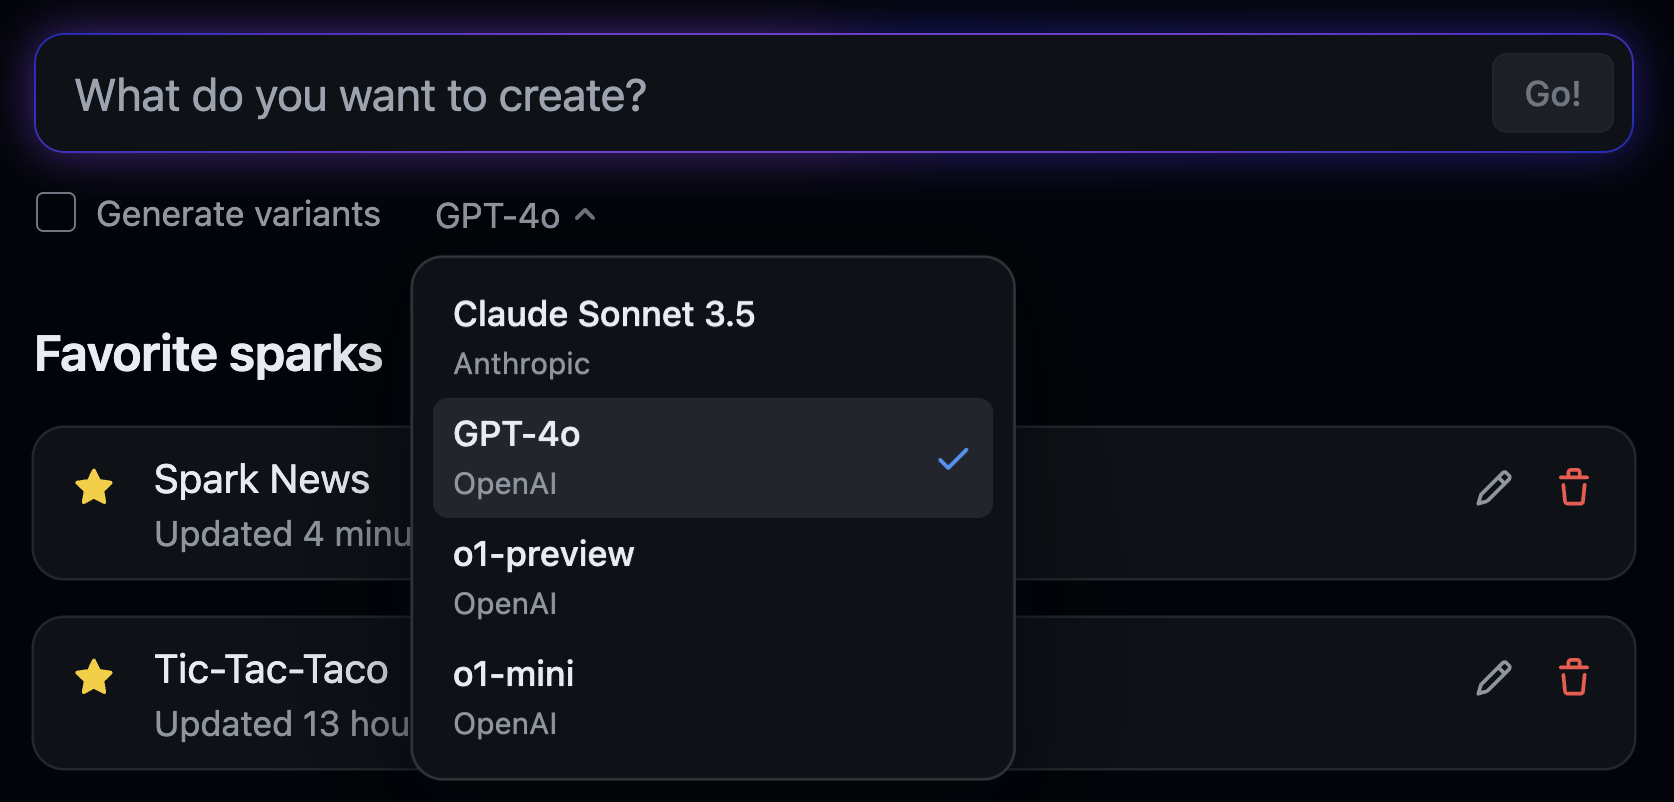 What do you want to create?
Go!
Generate variants
GPT-4o
Claude Sonnet 3.5
Anthropic
GPT-4o
OpenAI
o1-preview
OpenAI
o1-mini
OpenAI
Favorite sparks
Spark News
Updated 4 minu
Tic-Tac-Taco
Updated 13 hou